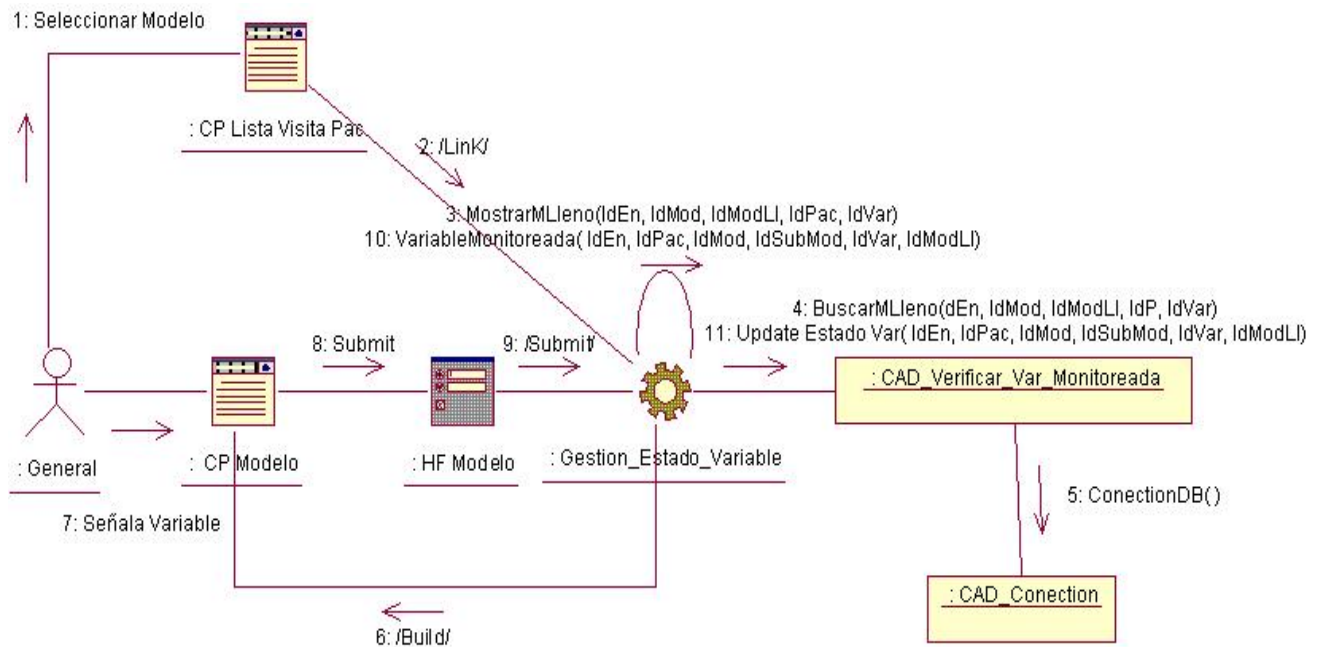 1: Seleccionar Modelo
: CP Lista Visita Pac
2: /LinK/
3: MostrarMLleno(IdEn, IdMod, IdModLl, IdPac, IdVar)
10: VariableMonitoreada( IdEn, IdPac, IdMod, IdSubMod, IdVar, IdModLl)
4: BuscarMLleno(dEn, IdMod, IdModLl, IdP, IdVar)
11: Update Estado Var( IdEn, IdPac, IdMod, IdSubMod, IdVar, IdModLl)
8: Submit
9: /Submit/
: CAD_Verificar_Var_Monitoreada
: General
: CP Modelo
: HF Modelo
: Gestion_Estado_Variable
5: ConectionDB( )
7: Señala Variable
: CAD_Conection
6: /Build/